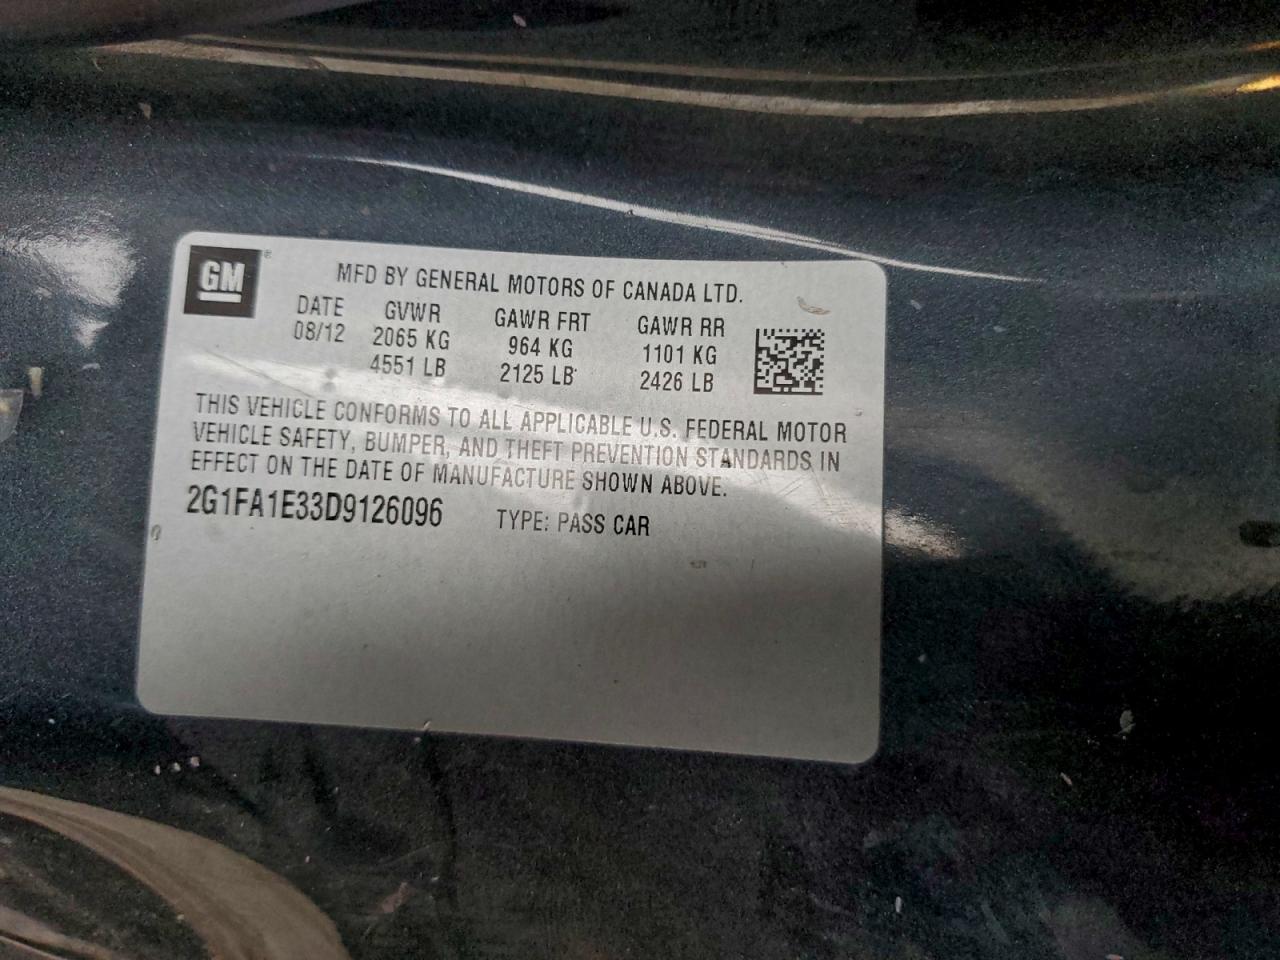 GM
MFD BY GENERAL MOTORS OF CANADA LTD.
DATE GVWR GAWR FRT GAWR RR
08/12 2065 KG 964 KG 1101 KG
4551 LB 2125 LB 2426 LB
THIS VEHICLE CONFORMS TO ALL APPLICABLE U.S. FEDERAL MOTOR
VEHICLE SAFETY, BUMPER, AND THEFT PREVENTION STANDARDS IN
EFFECT ON THE DATE OF MANUFACTURE SHOWN ABOVE.
2G1FA1E33D9126096 TYPE: PASS CAR